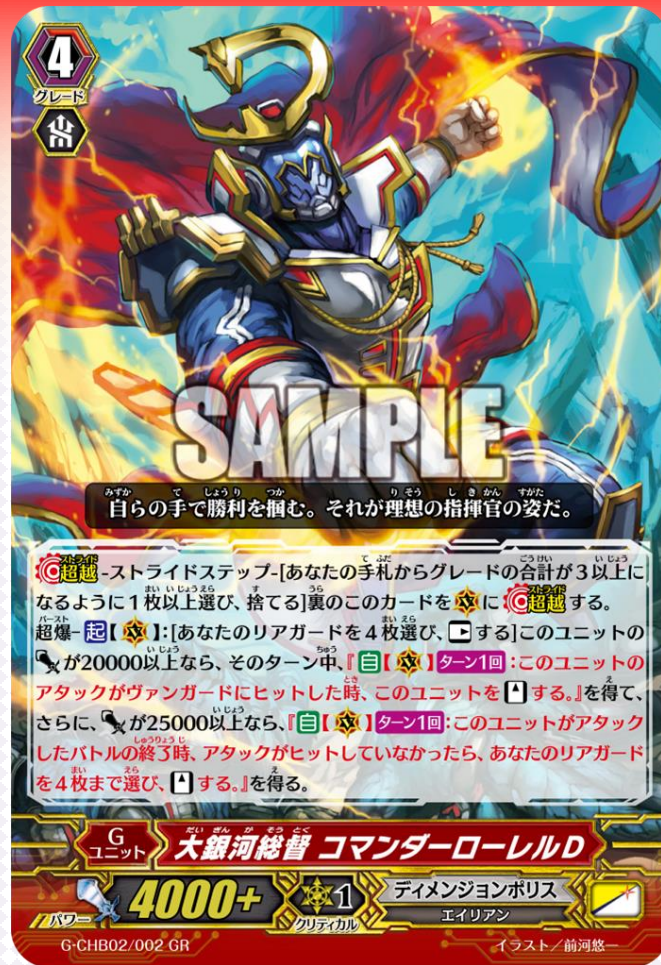 4
グレード
SAMPLE
自らの手で勝利を掴む。それが理想の指揮官の姿だ。
超越-ストライドステップ-[あなたの手札からグレードの合計が3以上に
なるように1枚以上選び、捨てる]裏のこのカードを に 超越する。
超爆-起【 】:[あなたのリアガードを4枚選び、 する]このユニットの
が20000以上なら、そのターン中、『自【 】ターン1回:このユニットの
アタックがヴァンガードにヒットした時、このユニットを する。』を得て、
さらに、 が25000以上なら、『自【 】ターン1回:このユニットがアタック
したバトルの終了時、アタックがヒットしていなかったら、あなたのリアガード
を4枚まで選び、 する。』を得る。
G
ユニット
大銀河総督 コマンダーローレルD
パワー
4000+
1
クリティカル
ディメンジョンポリス
エイリアン
G-CHB02/002 GR
イラスト/前河悠一